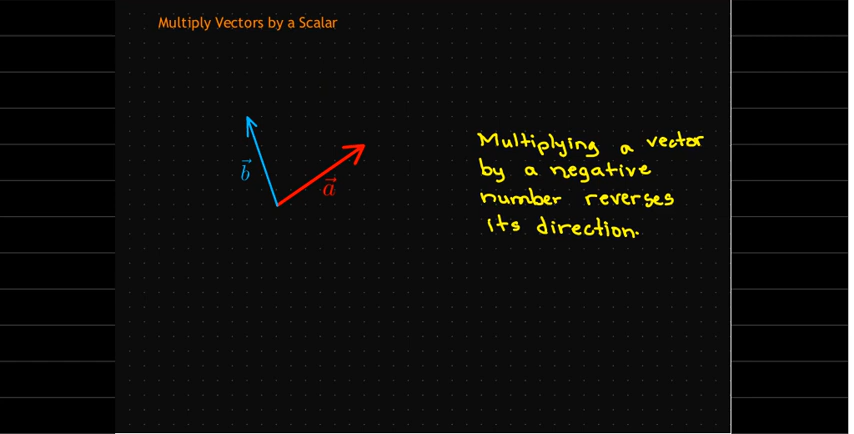 Multiply Vectors by a Scalar
Multiplying a vector
by a negative
number reverses
its direction.
b⃗
a⃗